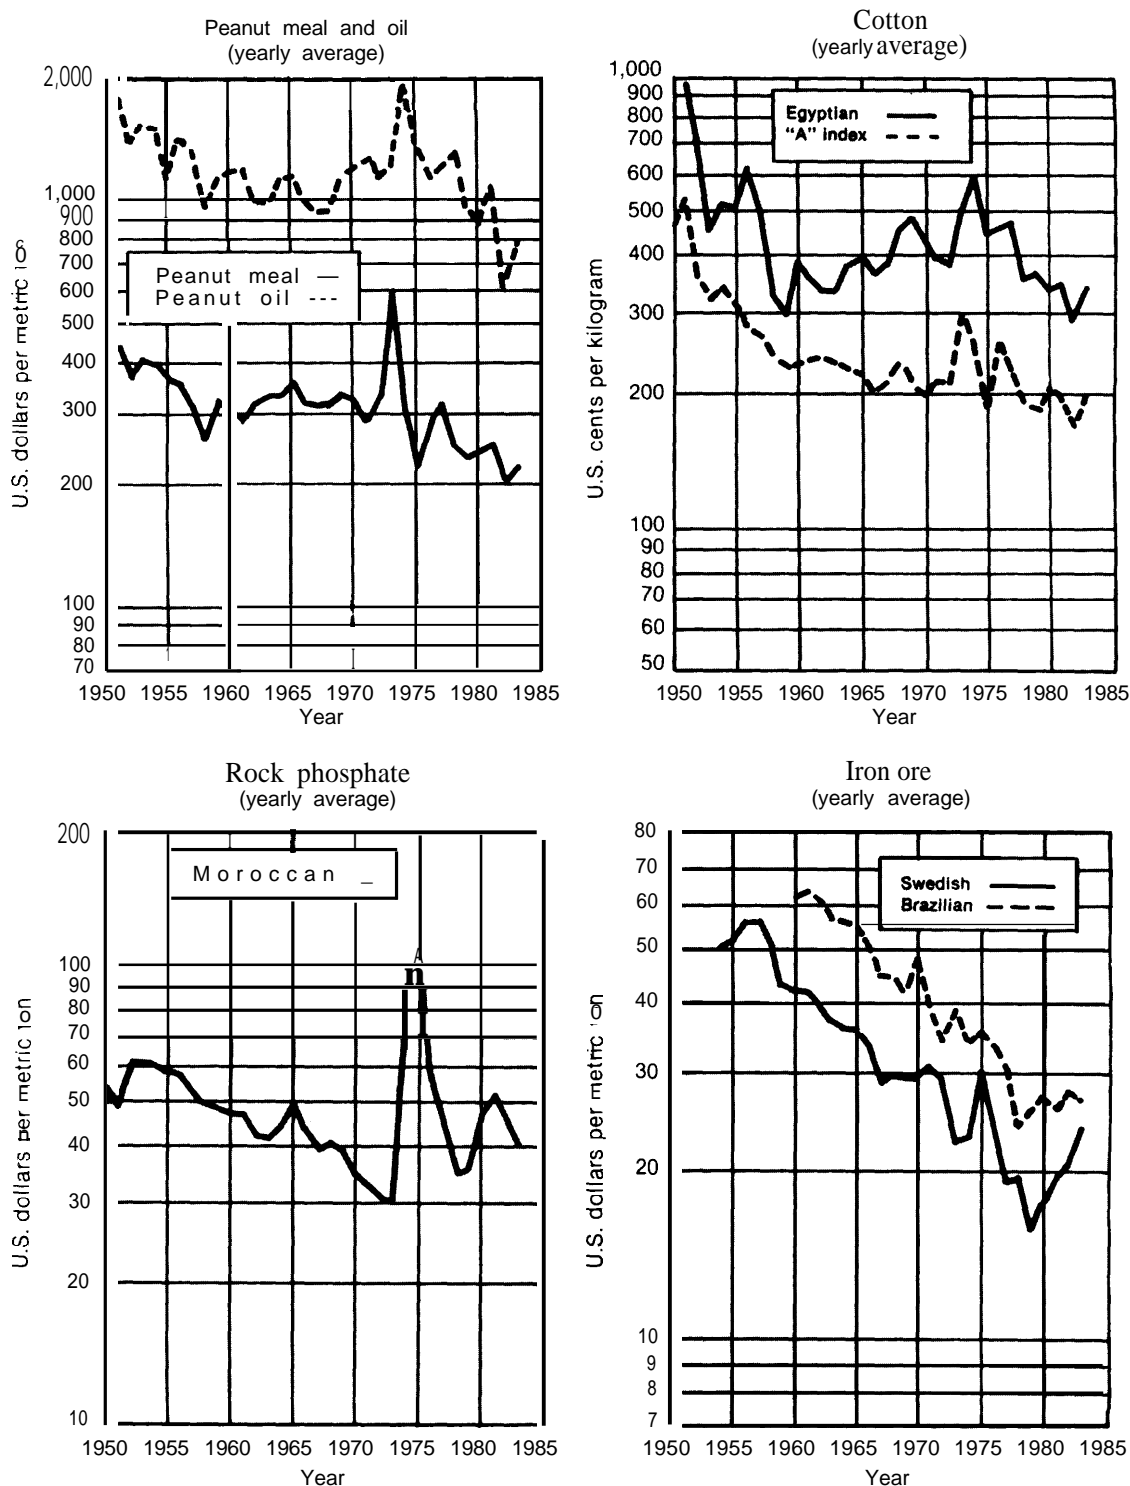 Peanut meal and oil
(yearly average)
2,000
1,000
900
800
700
600
500
400
300
200
100
90
80
70
U.S. dollars per metric
Peanut meal —
Peanut oil ---
1950 1955 1960 1965 1970 1975 1980 1985
Year
Cotton
(yearly average)
1,000
900
800
700
600
500
400
300
200
100
90
80
70
60
50
U.S. cents per kilogram
Egyptian
"A" index
1950 1955 1960 1965 1970 1975 1980 1985
Year
Rock phosphate
(yearly average)
200
100
90
80
70
60
50
40
30
20
10
U.S. dollars per metric ton
Moroccan _
n
1950 1955 1960 1965 1970 1975 1980 1985
Year
Iron ore
(yearly average)
80
70
60
50
40
30
20
10
9
8
7
U.S. dollars per metric ton
Swedish
Brazilian
1950 1955 1960 1965 1970 1975 1980 1985
Year